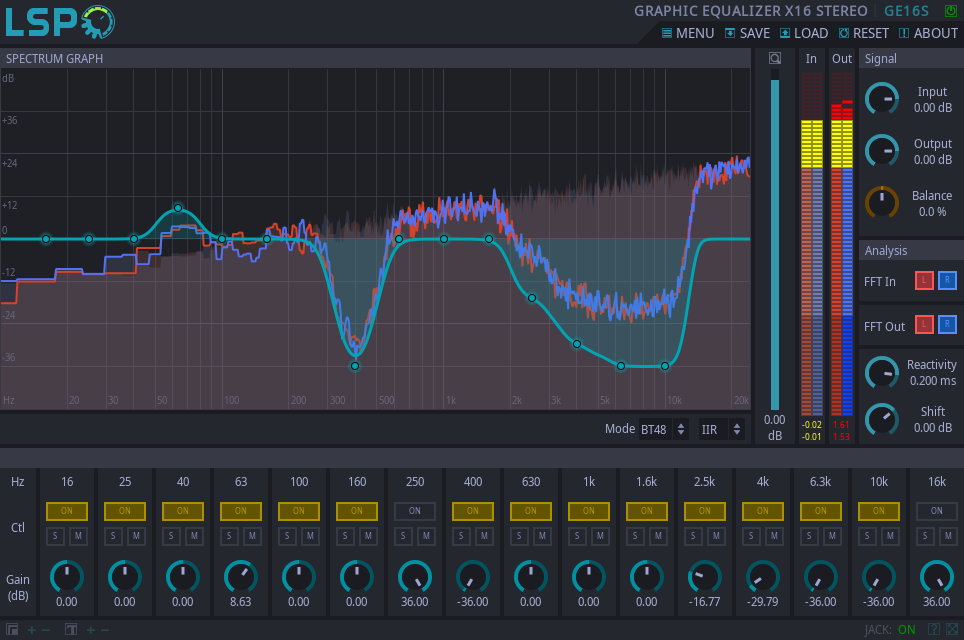 LSP
GRAPHIC EQUALIZER X16 STEREO GE16S
MENU SAVE LOAD RESET ABOUT
SPECTRUM GRAPH
In Out
Signal
dB
+36
+24
+12
0
-12
-24
-36
Hz 20 30 50 100 200 300 500 1k 2k 3k 5k 10k 20k
Input
0.00 dB
Output
0.00 dB
Balance
0.0 %
Analysis
FFT In L R
FFT Out L R
Reactivity
0.200 ms
Shift
0.00 dB
0.00
dB
-0.02 1.61
-0.01 1.53
Mode BT48 IIR
Hz 16 25 40 63 100 160 250 400 630 1k 1.6k 2.5k 4k 6.3k 10k 16k
Ctl
ON ON ON ON ON ON ON ON ON ON ON ON ON ON ON ON
S M S M S M S M S M S M S M S M S M S M S M S M S M S M S M S M
Gain
(dB)
0.00 0.00 0.00 8.63 0.00 0.00 36.00 -36.00 0.00 0.00 0.00 -16.77 -29.79 -36.00 -36.00 36.00
JACK: ON